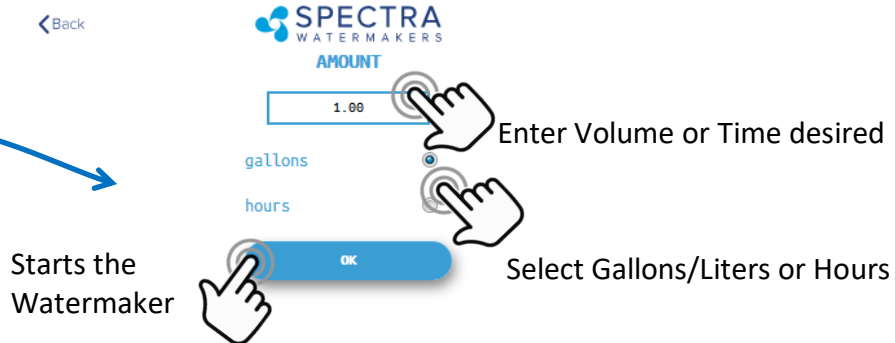 Back
SPECTRA
WATERMAKERS
AMOUNT
1.00
Enter Volume or Time desired
gallons
hours
OK
Select Gallons/Liters or Hours
Starts the
Watermaker